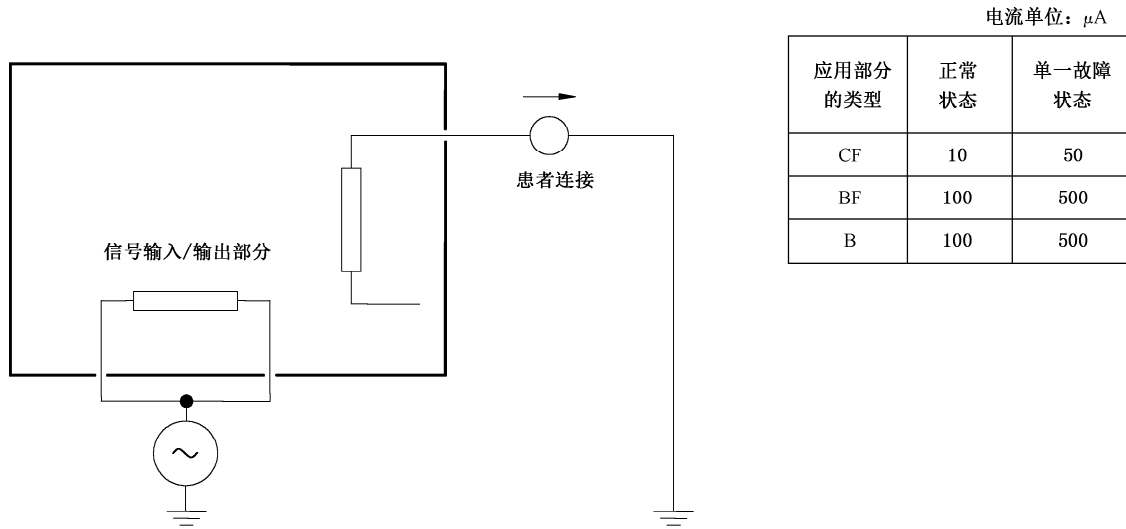 电流单位：μA
应用部分
的类型
正常
状态
单一故障
状态
CF 10 50
BF 100 500
B 100 500
患者连接
信号输入/输出部分